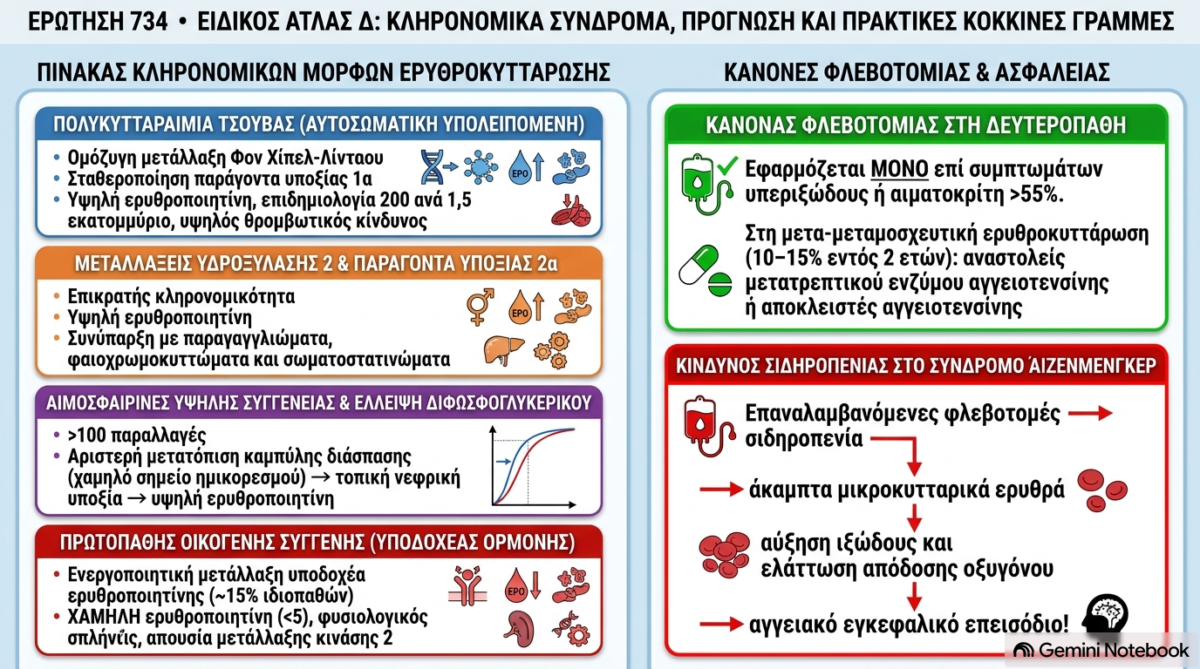 ΕΡΩΤΗΣΗ 734 • ΕΙΔΙΚΟΣ ΑΤΛΑΣ Δ: ΚΛΗΡΟΝΟΜΙΚΑ ΣΥΝΔΡΟΜΑ, ΠΡΟΓΝΩΣΗ ΚΑΙ ΠΡΑΚΤΙΚΕΣ ΚΟΚΚΙΝΕΣ ΓΡΑΜΜΕΣ
ΠΙΝΑΚΑΣ ΚΛΗΡΟΝΟΜΙΚΩΝ ΜΟΡΦΩΝ ΕΡΥΘΡΟΚΥΤΤΑΡΩΣΗΣ
ΠΟΛΥΚΥΤΤΑΡΑΙΜΙΑ ΤΣΟΥΒΑΣ (ΑΥΤΟΣΩΜΑΤΙΚΗ ΥΠΟΛΕΙΠΟΜΕΝΗ)
• Ομόζυγη μετάλλαξη Φον Χίπελ-Λίνταου
• Σταθεροποίηση παράγοντα υποξίας 1α
• Υψηλή ερυθροποιητίνη, επιδημιολογία 200 ανά 1,5
εκατομμύριο, υψηλός θρομβωτικός κίνδυνος
EPO
ΜΕΤΑΛΛΑΞΕΙΣ ΥΔΡΟΞΥΛΑΣΗΣ 2 & ΠΑΡΑΓΟΝΤΑ ΥΠΟΞΙΑΣ 2α
• Επικρατής κληρονομικότητα
• Υψηλή ερυθροποιητίνη
• Συνύπαρξη με παραγαγγλιώματα,
φαιοχρωμοκυττώματα και σωματοστατινώματα
EPO
ΑΙΜΟΣΦΑΙΡΙΝΕΣ ΥΨΗΛΗΣ ΣΥΓΓΕΝΕΙΑΣ & ΕΛΛΕΙΨΗ ΔΙΦΩΣΦΟΓΛΥΚΕΡΙΚΟΥ
• >100 παραλλαγές
• Αριστερή μετατόπιση καμπύλης διάσπασης
(χαμηλό σημείο ημικορεσμού) → τοπική νεφρική
υποξία → υψηλή ερυθροποιητίνη
ΠΡΩΤΟΠΑΘΗΣ ΟΙΚΟΓΕΝΗΣ ΣΥΓΓΕΝΗΣ (ΥΠΟΔΟΧΕΑΣ ΟΡΜΟΝΗΣ)
• Ενεργοποιητική μετάλλαξη υποδοχέα
ερυθροποιητίνης (~15% ιδιοπαθών)
• ΧΑΜΗΛΗ ερυθροποιητίνη (<5), φυσιολογικός
σπλήνΐς, απουσία μετάλλαξης κινάσης 2
EPO
ΚΑΝΟΝΕΣ ΦΛΕΒΟΤΟΜΙΑΣ & ΑΣΦΑΛΕΙΑΣ
ΚΑΝΟΝΑΣ ΦΛΕΒΟΤΟΜΙΑΣ ΣΤΗ ΔΕΥΤΕΡΟΠΑΘΗ
Εφαρμόζεται ΜΟΝΟ επί συμπτωμάτων
υπεριξώδους ή αιματοκρίτη >55%.
Στη μετα-μεταμοσχευτική ερυθροκυττάρωση
(10–15% εντός 2 ετών): αναστολείς
μετατρεπτικού ενζύμου αγγειοτενσίνης
ή αποκλειστές αγγειοτενσίνης
ΚΙΝΔΥΝΟΣ ΣΙΔΗΡΟΠΕΝΙΑΣ ΣΤΟ ΣΥΝΔΡΟΜΟ ΆΙΖΕΝΜΕΝΓΚΕΡ
Επαναλαμβανόμενες φλεβοτομές →
σιδηροπενία
→ άκαμπτα μικροκυτταρικά ερυθρά
αύξηση ιξώδους και
ελάττωση απόδοσης οξυγόνου
→ αγγειακό εγκεφαλικό επεισόδιο!
Gemini Notebook